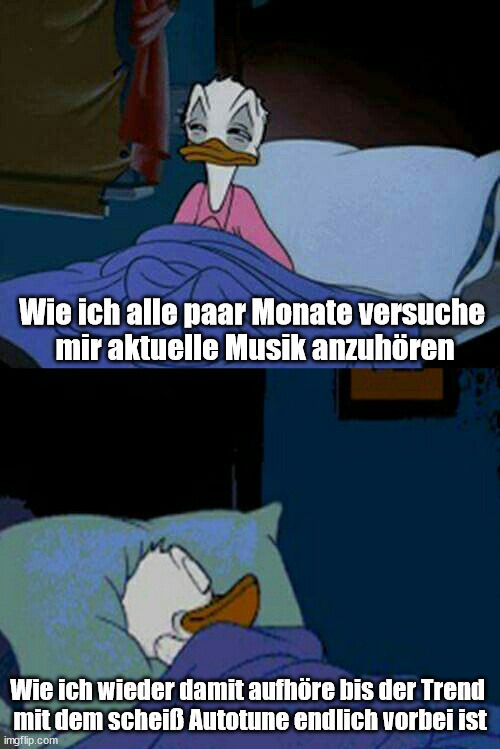 Wie ich alle paar Monate versuche
mir aktuelle Musik anzuhören
Wie ich wieder damit aufhöre bis der Trend
mit dem scheiß Autotune endlich vorbei ist
imgflip.com